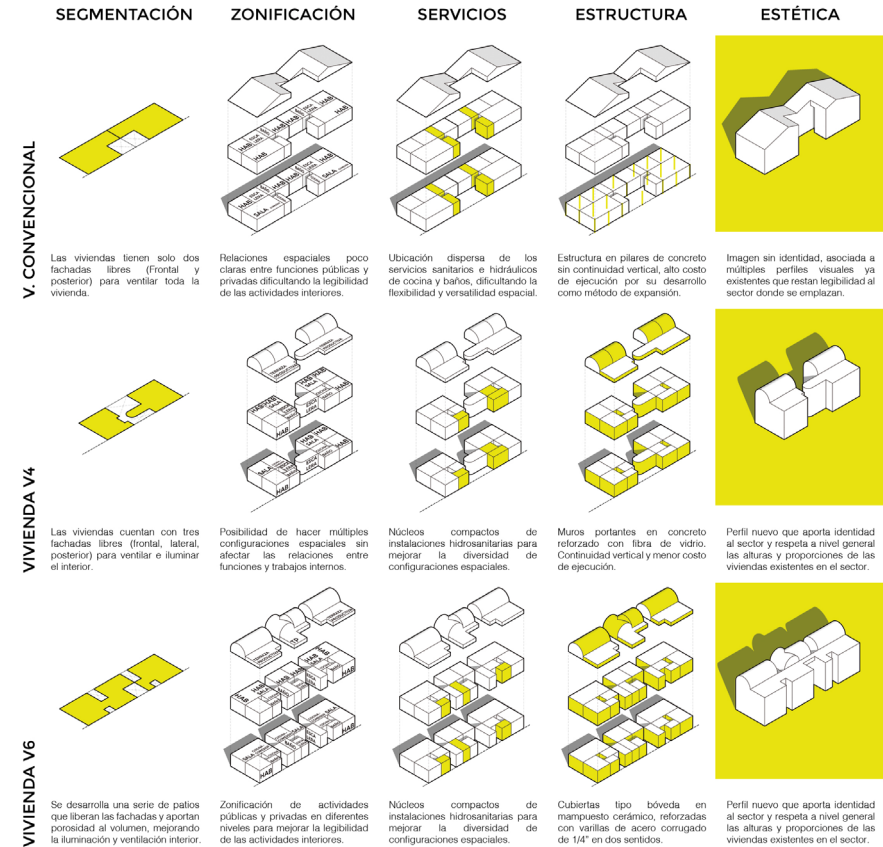 SEGMENTACIÓN
ZONIFICACIÓN
SERVICIOS
ESTRUCTURA
ESTÉTICA
V. CONVENCIONAL
Las viviendas tienen solo dos
fachadas libres (Frontal y
posterior) para ventilar toda la
vivienda.
Relaciones espaciales poco
claras entre funciones públicas y
privadas dificultando la legibilidad
de las actividades interiores.
Ubicación dispersa de los
servicios sanitarios e hidráulicos
de cocina y baños, dificultando la
flexibilidad y versatilidad espacial.
Estructura en pilares de concreto
sin continuidad vertical, alto costo
de ejecución por su desarrollo
como método de expansión.
Imagen sin identidad, asociada a
múltiples perfiles visuales ya
existentes que restan legibilidad al
sector donde se emplazan.
VIVIENDA V4
Las viviendas cuentan con tres
fachadas libres (frontal, lateral,
posterior) para ventilar e iluminar
el interior.
Posibilidad de hacer múltiples
configuraciones espaciales sin
afectar las relaciones entre
funciones y trabajos internos.
Núcleos compactos de
instalaciones hidrosanitarias para
mejorar la diversidad de
configuraciones espaciales.
Muros portantes en concreto
reforzado con fibra de vidrio.
Continuidad vertical y menor costo
de ejecución.
Perfil nuevo que aporta identidad
al sector y respeta a nivel general
las alturas y proporciones de las
viviendas existentes en el sector.
VIVIENDA V6
Se desarrolla una serie de patios
que liberan las fachadas y aportan
porosidad al volumen, mejorando
la iluminación y ventilación interior.
Zonificación de actividades
públicas y privadas en diferentes
niveles para mejorar la legibilidad
de las actividades interiores.
Núcleos compactos de
instalaciones hidrosanitarias para
mejorar la diversidad de
configuraciones espaciales.
Cubiertas tipo bóveda en
mampuesto cerámico, reforzadas
con varillas de acero corrugado
de 1/4" en dos sentidos.
Perfil nuevo que aporta identidad
al sector y respeta a nivel general
las alturas y proporciones de las
viviendas existentes en el sector.